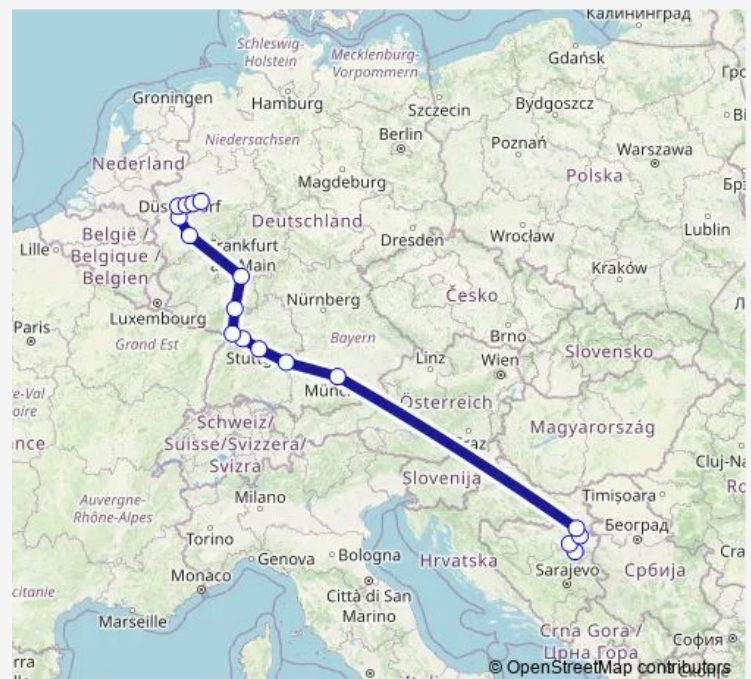 Калининград
Schleswig-
Holstein
Mecklenburg-
Vorpommern
Gdańsk
Groningen
Hamburg
Szczecin
Bydgoszcz
Niedersachsen
Berlin
Poznań
Warszawa
Nederland
Magdeburg
Polska
Deutschland
Lublin
België /
Belgique /
Belgien
Lille
Dresden
Wrocław
Kraków
Luxembourg
Nürnberg
Česko
Paris
Grand Est
Bayern
Brno
Slovensko
Linz
Wien
Österreich
Schweiz/
Suisse/Svizzera/
Svizra
Magyarország
Slovenija
Auvergne-
Rhône-Alpes
Milano
Timișoara
Torino
Београд
Genova
Bologna
Hrvatska
Monaco
Sarajevo
Србија
Città di San
Marino
Marseille
Crna Gora /
Црна Гора
София
© OpenStreetMap contributors